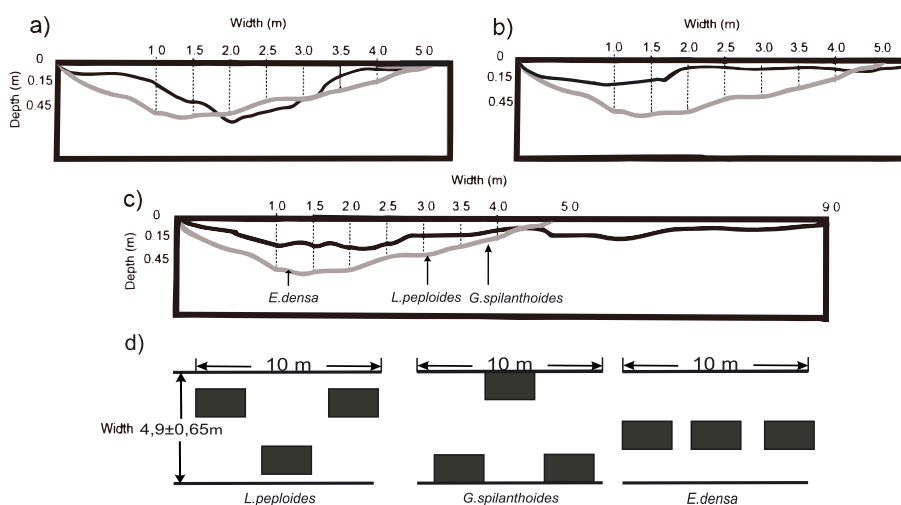 a)
Width (m)
1.0 1.5 2.0 2.5 3.0 3.5 4.0 5.0
0
0.15
0.45
Depth (m)
b)
Width (m)
1.0 1.5 2.0 2.5 3.0 3.5 4.0 5.0
0
0.15
0.45
c)
Width (m)
1.0 1.5 2.0 2.5 3.0 3.5 4.0 5.0 9 0
0
0.15
0.45
Depth (m)
E.densa L.peploides G.spilanthoides
d)
10 m 10 m 10 m
Width 4,9±0,65m
L.peploides G.spilanthoides E.densa